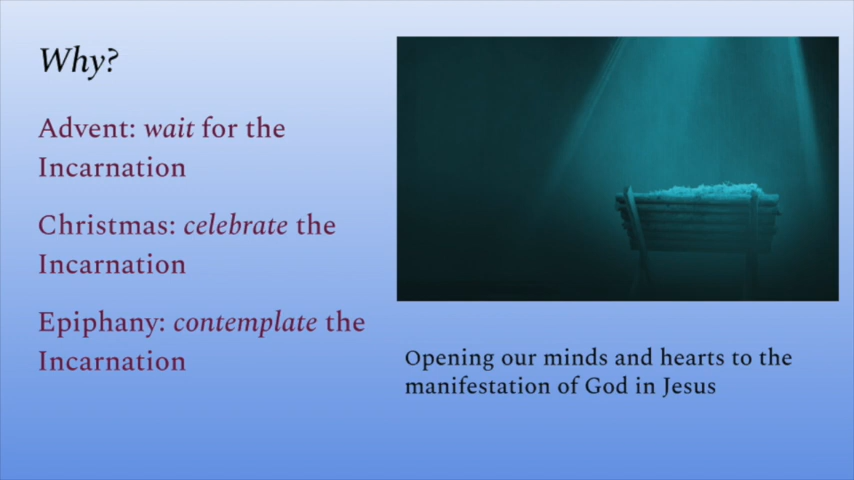 Why?
Advent: wait for the
Incarnation
Christmas: celebrate the
Incarnation
Epiphany: contemplate the
Incarnation
Opening our minds and hearts to the
manifestation of God in Jesus